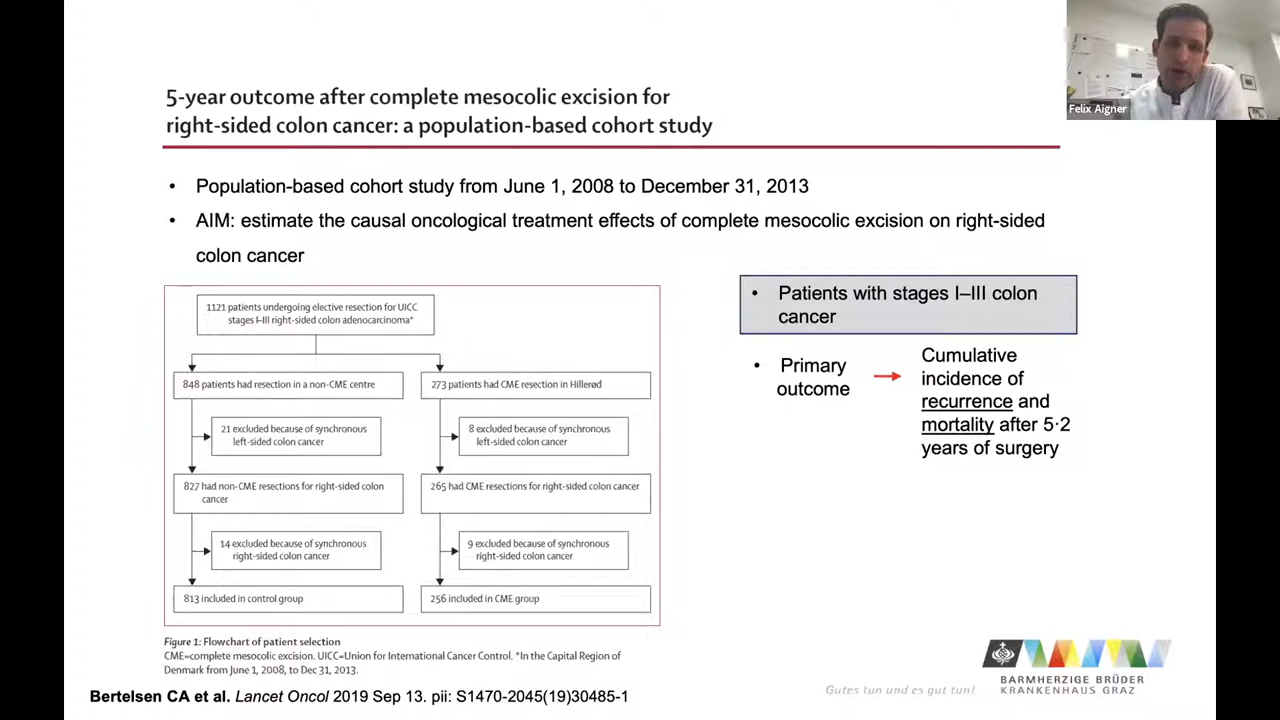 Felix Aigner
5-year outcome after complete mesocolic excision for
right-sided colon cancer: a population-based cohort study
• Population-based cohort study from June 1, 2008 to December 31, 2013
• AIM: estimate the causal oncological treatment effects of complete mesocolic excision on right-sided
colon cancer
1121 patients undergoing elective resection for UICC
stages I–III right-sided colon adenocarcinoma*
848 patients had resection in a non-CME centre
273 patients had CME resection in Hillerød
21 excluded because of synchronous
left-sided colon cancer
8 excluded because of synchronous
left-sided colon cancer
827 had non-CME resections for right-sided colon
cancer
265 had CME resections for right-sided colon cancer
14 excluded because of synchronous
right-sided colon cancer
9 excluded because of synchronous
right-sided colon cancer
813 included in control group
256 included in CME group
Figure 1: Flowchart of patient selection
CME=complete mesocolic excision. UICC=Union for International Cancer Control. *In the Capital Region of
Denmark from June 1, 2008, to Dec 31, 2013.
• Patients with stages I–III colon
cancer
• Primary
outcome
Cumulative
incidence of
recurrence and
mortality after 5·2
years of surgery
Bertelsen CA et al. Lancet Oncol 2019 Sep 13. pii: S1470-2045(19)30485-1
Gutes tun und es gut tun!
BARMHERZIGE BRÜDER
KRANKENHAUS GRAZ